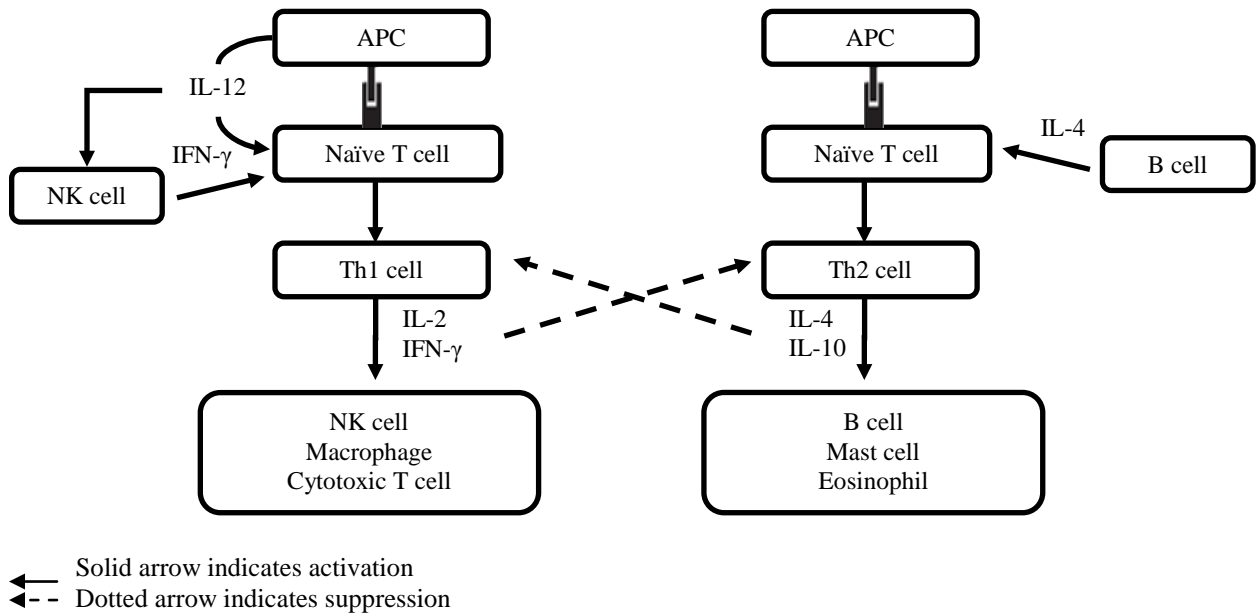 APC
IL-12
Naïve T cell
IFN-γ
NK cell
Th1 cell
IL-2
IFN-γ
NK cell
Macrophage
Cytotoxic T cell
APC
Naïve T cell
IL-4
B cell
Th2 cell
IL-4
IL-10
B cell
Mast cell
Eosinophil
Solid arrow indicates activation
Dotted arrow indicates suppression